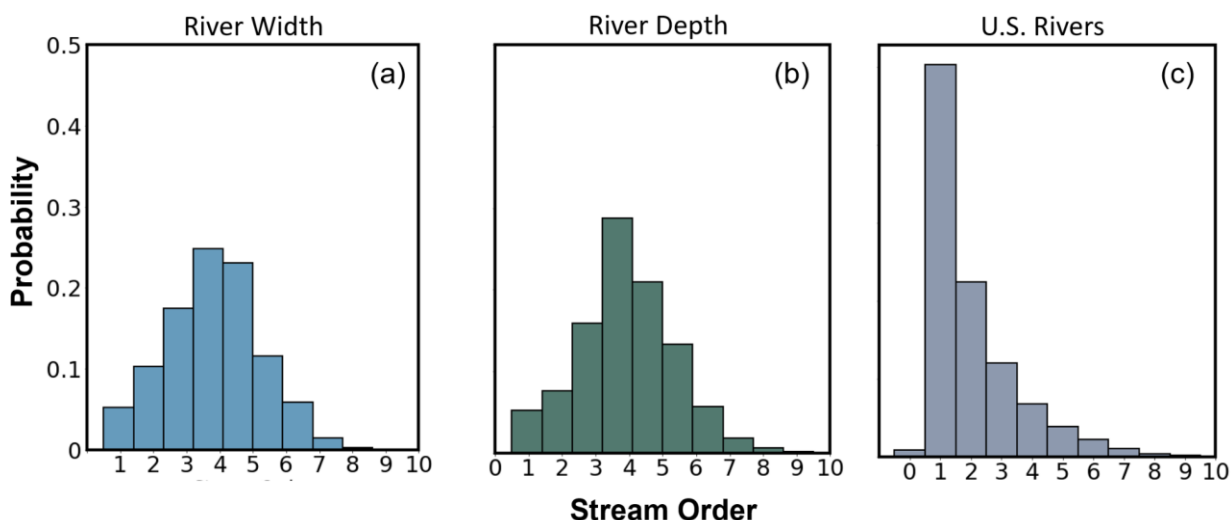 River Width
River Depth
U.S. Rivers
(a)
(b)
(c)
Probability
0.5
0.4
0.3
0.2
0.1
0
1 2 3 4 5 6 7 8 9 10
0 1 2 3 4 5 6 7 8 9 10
0 1 2 3 4 5 6 7 8 9 10
Stream Order